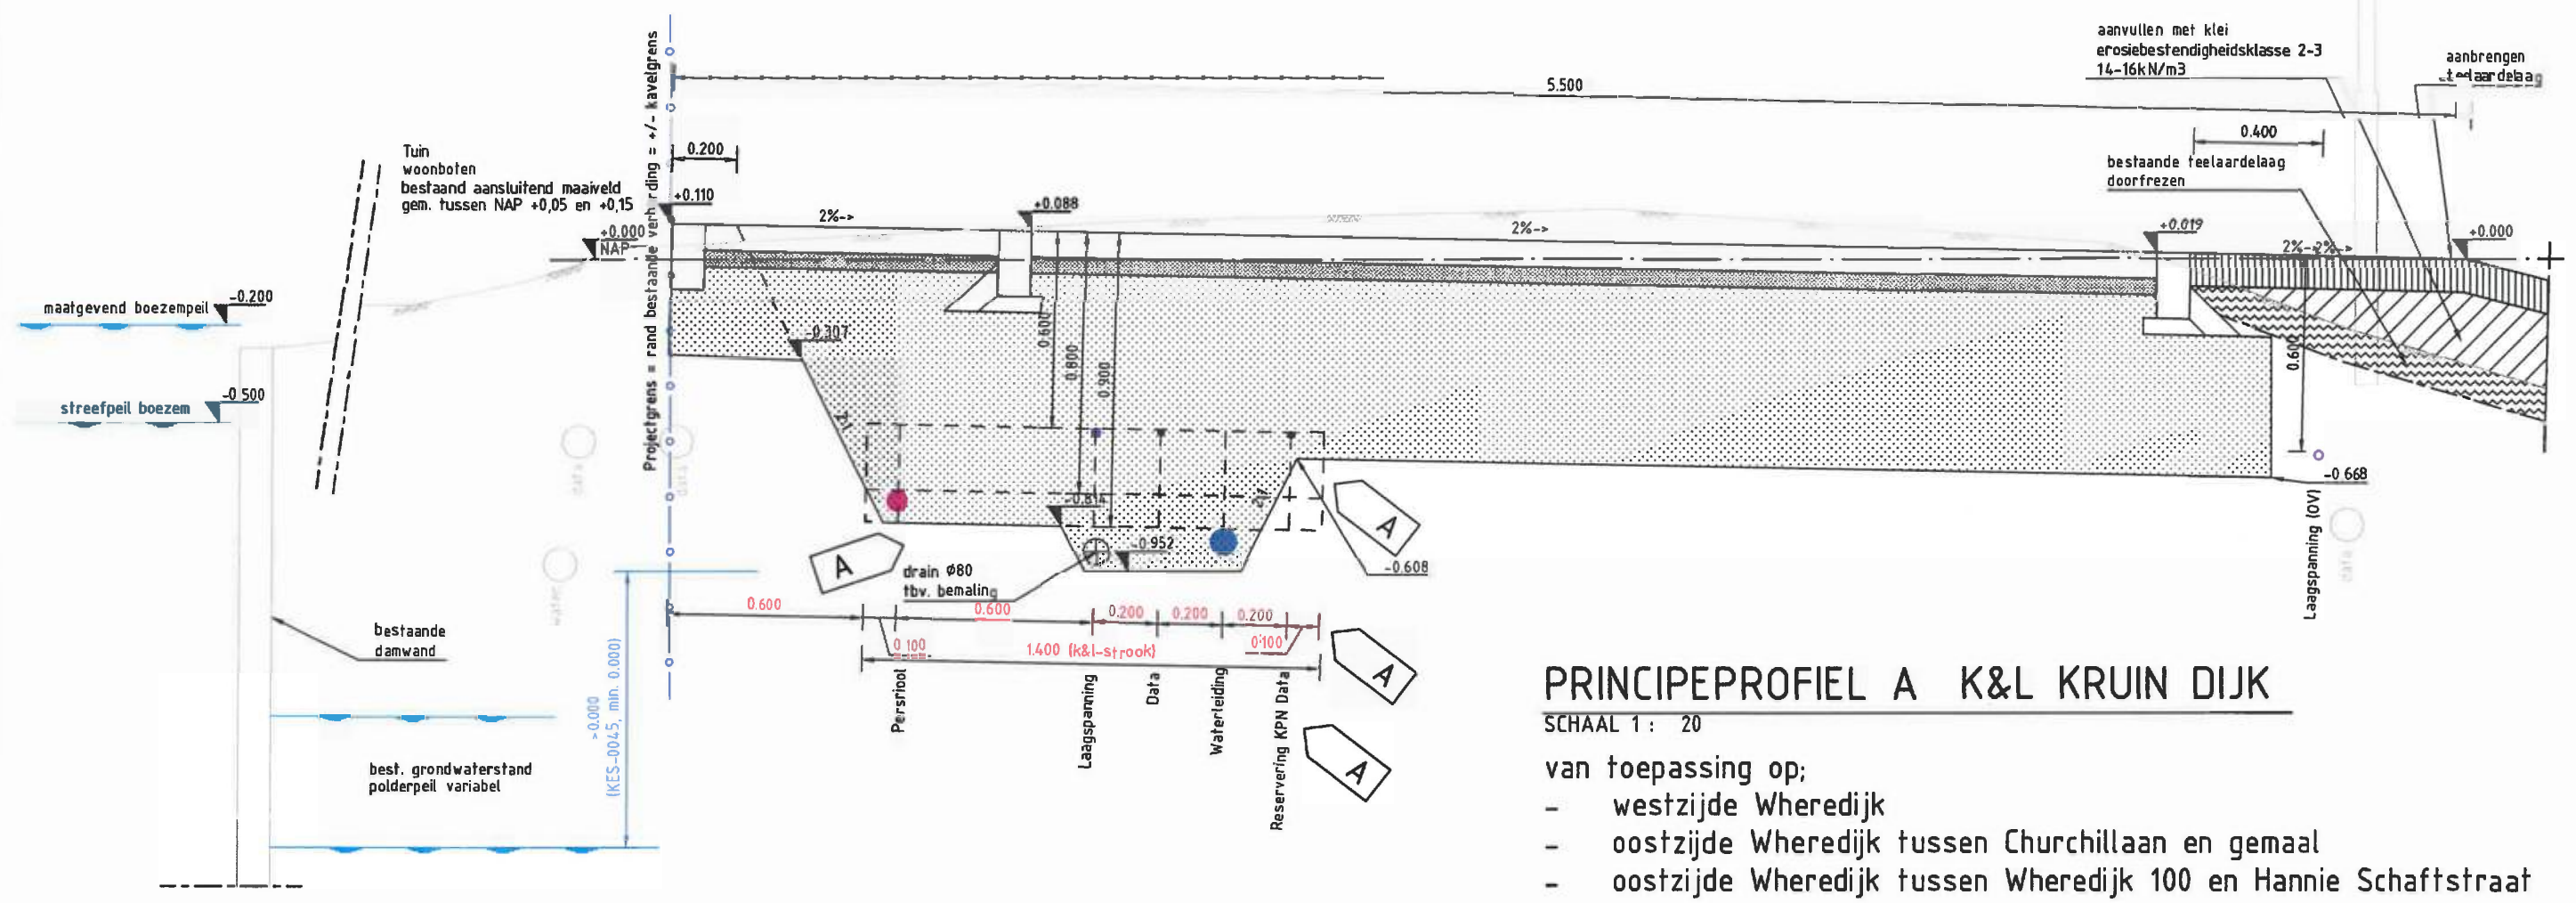 aanvullen met klei
erosiebestendigheidsklasse 2-3
14-16kN/m3
aanbrengen
teelaardelaag
5.500
0.400
bestaande teelaardelaag
doorfrezen
Projectgrens = rand bestaande verh rding = +/- kavelgrens
Tuin
woonboten
bestaand aansluitend maaiveld
gem. tussen NAP +0,05 en +0,15
0.200
+0.110
+0.088
+0.019
+0.000
+0.000
NAP
2%->
2%->
2%->
2%->
maatgevend boezempeil
-0.200
streefpeil boezem
-0 500
-0.307
0.600
0.800
0.900
0.600
-0.814
-0.952
-0.608
-0 668
data
data
water
data
A
A
A
A
drain Ø80
tbv. bemaling
Laagspanning (OV)
0.600
0.600
0.200
0.200
0.200
0 100
0.100
1.400 (k&l-strook)
Persriool
Laagspanning
Data
Waterleiding
Reservering KPN Data
bestaande
damwand
>0.000
(KES-0045, min. 0.000)
best. grondwaterstand
polderpeil variabel
PRINCIPEPROFIEL A K&L KRUIN DIJK
SCHAAL 1 : 20
van toepassing op;
- westzijde Wheredijk
- oostzijde Wheredijk tussen Churchillaan en gemaal
- oostzijde Wheredijk tussen Wheredijk 100 en Hannie Schaftstraat